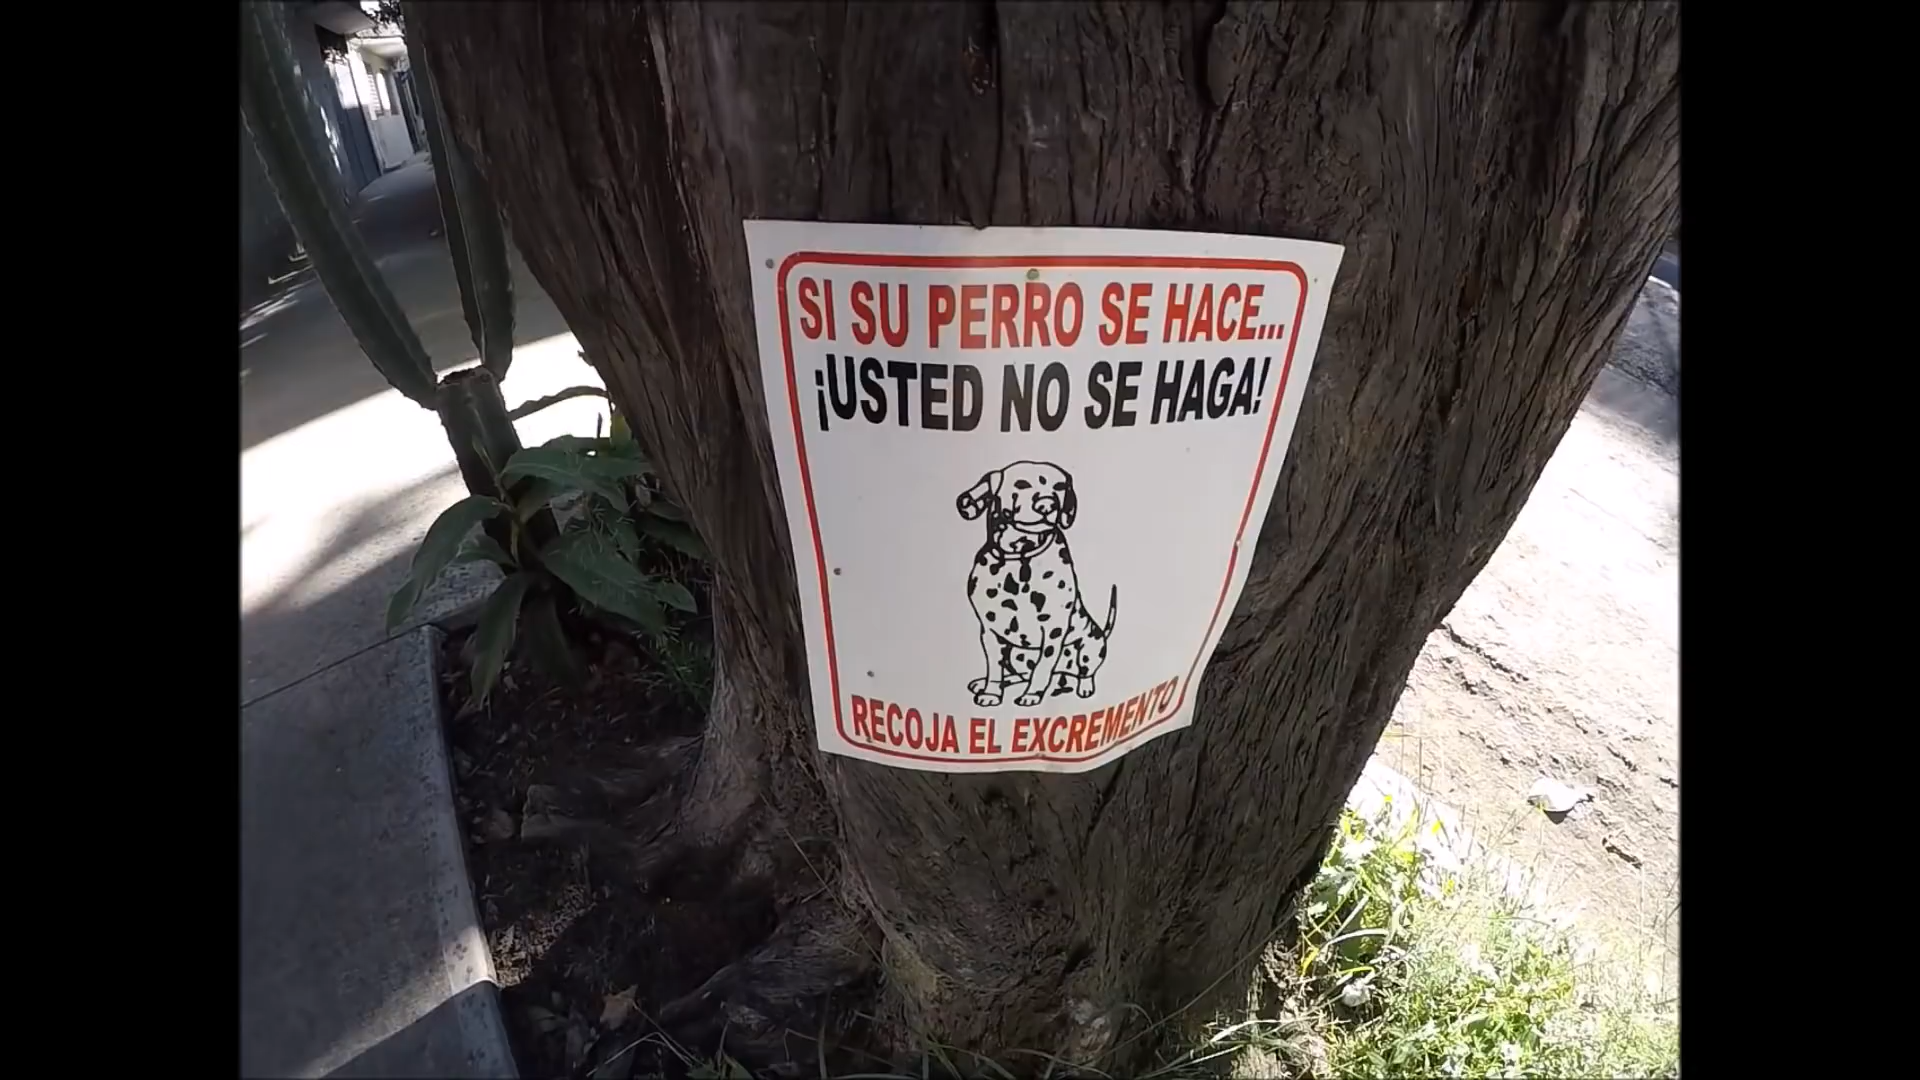 SI SU PERRO SE HACE...
¡USTED NO SE HAGA!
RECOJA EL EXCREMENTO